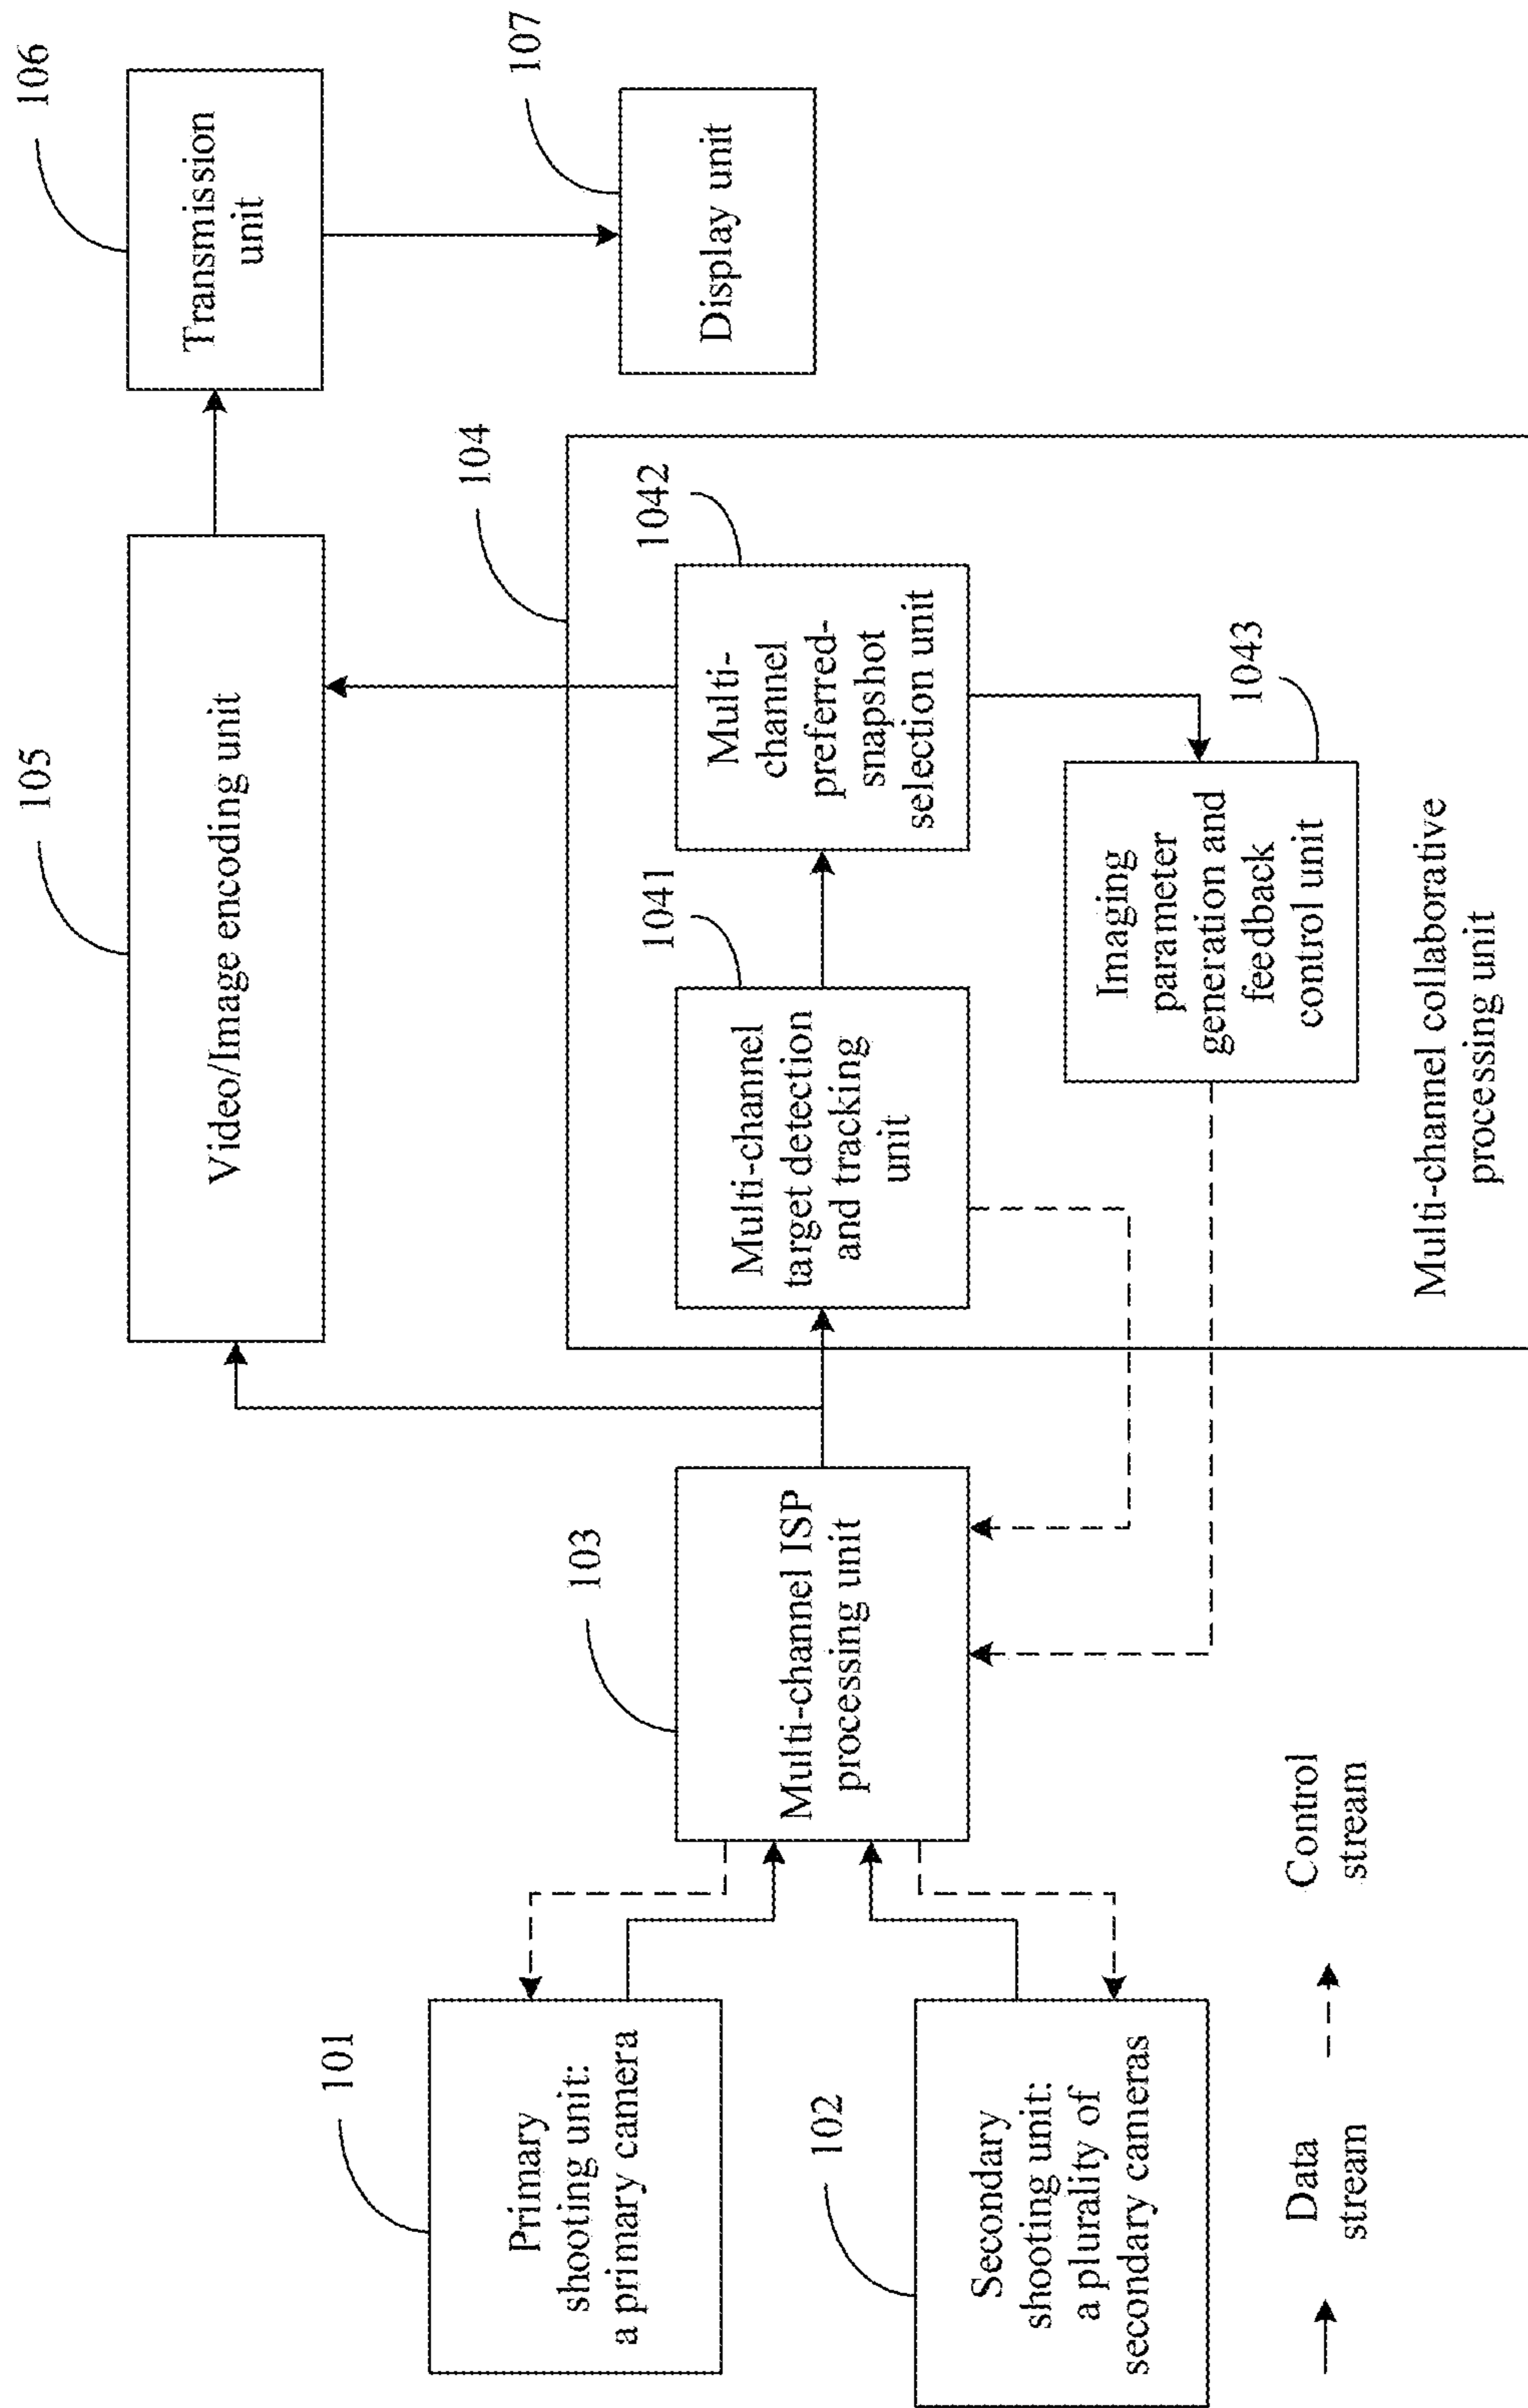 101
Primary
shooting unit:
a primary camera
102
Secondary
shooting unit:
a plurality of
secondary cameras
103
Multi-channel ISP
processing unit
105
Video/Image encoding unit
106
Transmission
unit
107
Display unit
104
1041
Multi-channel
target detection
and tracking
unit
1042
Multi-
channel
preferred-
snapshot
selection unit
1043
Imaging
parameter
generation and
feedback
control unit
Multi-channel collaborative
processing unit
Data
stream
Control
stream